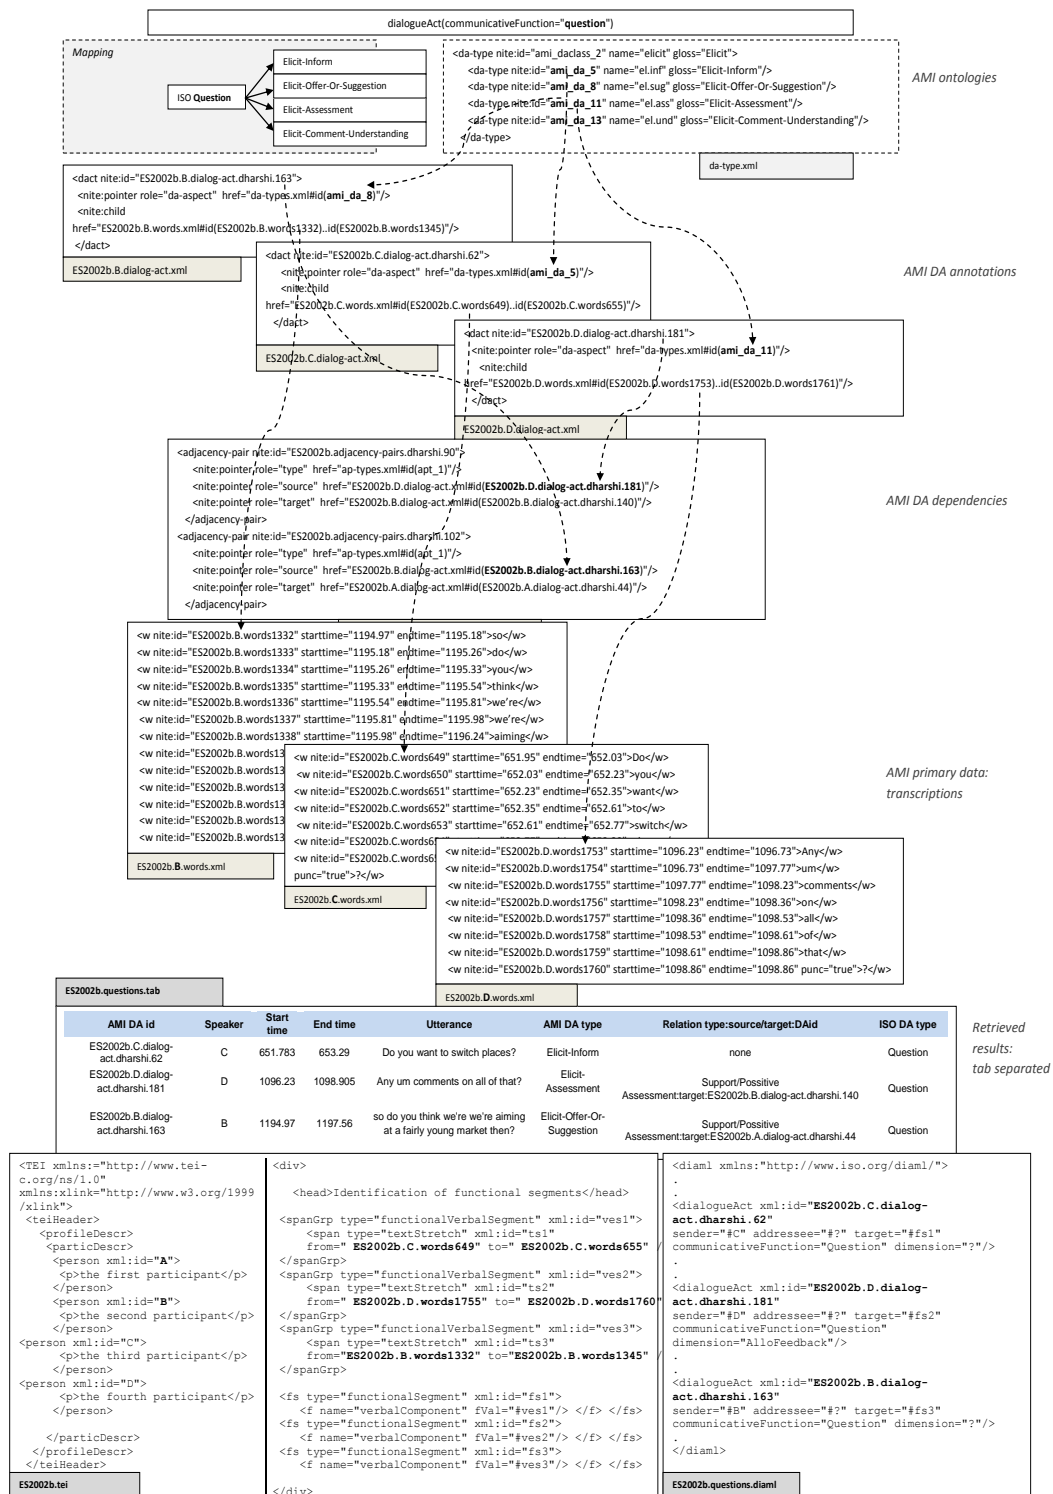 dialogueAct(communicativeFunction="question")
Mapping
ISO Question
Elicit-Inform
Elicit-Offer-Or-Suggestion
Elicit-Assessment
Elicit-Comment-Understanding
<da-type nite:id="ami_daclass_2" name="elicit" gloss="Elicit">
<da-type nite:id="ami_da_5" name="el.inf" gloss="Elicit-Inform"/>
<da-type nite:id="ami_da_8" name="el.sug" gloss="Elicit-Offer-Or-Suggestion"/>
<da-type nite:id="ami_da_11" name="el.ass" gloss="Elicit-Assessment"/>
<da-type nite:id="ami_da_13" name="el.und" gloss="Elicit-Comment-Understanding"/>
</da-type>
AMI ontologies
da-type.xml
<dact nite:id="ES2002b.B.dialog-act.dharshi.163">
<nite:pointer role="da-aspect" href="da-types.xml#id(ami_da_8)"/>
<nite:child
href="ES2002b.B.words.xml#id(ES2002b.B.words1332)..id(ES2002b.B.words1345)"/>
</dact>
ES2002b.B.dialog-act.xml
<dact nite:id="ES2002b.C.dialog-act.dharshi.62">
<nite:pointer role="da-aspect" href="da-types.xml#id(ami_da_5)"/>
<nite:child
href="ES2002b.C.words.xml#id(ES2002b.C.words649)..id(ES2002b.C.words655)"/>
</dact>
ES2002b.C.dialog-act.xml
AMI DA annotations
<dact nite:id="ES2002b.D.dialog-act.dharshi.181">
<nite:pointer role="da-aspect" href="da-types.xml#id(ami_da_11)"/>
<nite:child
href="ES2002b.D.words.xml#id(ES2002b.D.words1753)..id(ES2002b.D.words1761)"/>
</dact>
ES2002b.D.dialog-act.xml
<adjacency-pair nite:id="ES2002b.adjacency-pairs.dharshi.90">
<nite:pointer role="type" href="ap-types.xml#id(apt_1)"/>
<nite:pointer role="source" href="ES2002b.D.dialog-act.xml#id(ES2002b.D.dialog-act.dharshi.181)"/>
<nite:pointer role="target" href="ES2002b.B.dialog-act.xml#id(ES2002b.B.dialog-act.dharshi.140)"/>
</adjacency-pair>
<adjacency-pair nite:id="ES2002b.adjacency-pairs.dharshi.102">
<nite:pointer role="type" href="ap-types.xml#id(apt_1)"/>
<nite:pointer role="source" href="ES2002b.B.dialog-act.xml#id(ES2002b.B.dialog-act.dharshi.163)"/>
<nite:pointer role="target" href="ES2002b.A.dialog-act.xml#id(ES2002b.A.dialog-act.dharshi.44)"/>
</adjacency-pair>
AMI DA dependencies
<w nite:id="ES2002b.B.words1332" starttime="1194.97" endtime="1195.18">so</w>
<w nite:id="ES2002b.B.words1333" starttime="1195.18" endtime="1195.26">do</w>
<w nite:id="ES2002b.B.words1334" starttime="1195.26" endtime="1195.33">you</w>
<w nite:id="ES2002b.B.words1335" starttime="1195.33" endtime="1195.54">think</w>
<w nite:id="ES2002b.B.words1336" starttime="1195.54" endtime="1195.81">we're</w>
<w nite:id="ES2002b.B.words1337" starttime="1195.81" endtime="1195.98">we're</w>
<w nite:id="ES2002b.B.words1338" starttime="1195.98" endtime="1196.24">aiming
<w nite:id="ES2002b.B.words13
<w nite:id="ES2002b.B.words13
<w nite:id="ES2002b.B.words13
<w nite:id="ES2002b.B.words13
<w nite:id="ES2002b.B.words13
<w nite:id="ES2002b.B.words13
ES2002b.B.words.xml
<w nite:id="ES2002b.C.words649" starttime="651.95" endtime="652.03">Do</w>
<w nite:id="ES2002b.C.words650" starttime="652.03" endtime="652.23">you</w>
<w nite:id="ES2002b.C.words651" starttime="652.23" endtime="652.35">want</w>
<w nite:id="ES2002b.C.words652" starttime="652.35" endtime="652.61">to</w>
<w nite:id="ES2002b.C.words653" starttime="652.61" endtime="652.77">switch</w>
<w nite:id="ES2002b.C.words65
<w nite:id="ES2002b.C.words65
punc="true">?</w>
ES2002b.C.words.xml
AMI primary data:
transcriptions
<w nite:id="ES2002b.D.words1753" starttime="1096.23" endtime="1096.73">Any</w>
<w nite:id="ES2002b.D.words1754" starttime="1096.73" endtime="1097.77">um</w>
<w nite:id="ES2002b.D.words1755" starttime="1097.77" endtime="1098.23">comments</w>
<w nite:id="ES2002b.D.words1756" starttime="1098.23" endtime="1098.36">on</w>
<w nite:id="ES2002b.D.words1757" starttime="1098.36" endtime="1098.53">all</w>
<w nite:id="ES2002b.D.words1758" starttime="1098.53" endtime="1098.61">of</w>
<w nite:id="ES2002b.D.words1759" starttime="1098.61" endtime="1098.86">that</w>
<w nite:id="ES2002b.D.words1760" starttime="1098.86" endtime="1098.86" punc="true">?</w>
ES2002b.D.words.xml
ES2002b.questions.tab
AMI DA id Speaker Start time End time Utterance AMI DA type Relation type:source/target:DAid ISO DA type
ES2002b.C.dialog-act.dharshi.62 C 651.783 653.29 Do you want to switch places? Elicit-Inform none Question
ES2002b.D.dialog-act.dharshi.181 D 1096.23 1098.905 Any um comments on all of that? Elicit-Assessment Support/Possitive Assessment:target:ES2002b.B.dialog-act.dharshi.140 Question
ES2002b.B.dialog-act.dharshi.163 B 1194.97 1197.56 so do you think we're we're aiming at a fairly young market then? Elicit-Offer-Or-Suggestion Support/Possitive Assessment:target:ES2002b.A.dialog-act.dharshi.44 Question
Retrieved
results:
tab separated
<TEI xmlns:="http://www.tei-
c.org/ns/1.0"
xmlns:xlink="http://www.w3.org/1999
/xlink">
<teiHeader>
<profileDescr>
<particDescr>
<person xml:id="A">
<p>the first participant</p>
</person>
<person xml:id="B">
<p>the second participant</p>
</person>
<person xml:id="C">
<p>the third participant</p>
</person>
<person xml:id="D">
<p>the fourth participant</p>
</person>
</particDescr>
</profileDescr>
</teiHeader>
ES2002b.tei
<div>
<head>Identification of functional segments</head>
<spanGrp type="functionalVerbalSegment" xml:id="ves1">
<span type="textStretch" xml:id="ts1"
from=" ES2002b.C.words649" to=" ES2002b.C.words655" /
</spanGrp>
<spanGrp type="functionalVerbalSegment" xml:id="ves2">
<span type="textStretch" xml:id="ts2"
from=" ES2002b.D.words1755" to=" ES2002b.D.words1760"
</spanGrp>
<spanGrp type="functionalVerbalSegment" xml:id="ves3">
<span type="textStretch" xml:id="ts3"
from="ES2002b.B.words1332" to="ES2002b.B.words1345" /
</spanGrp>
<fs type="functionalSegment" xml:id="fs1">
<f name="verbalComponent" fVal="#ves1"/> </f> </fs>
<fs type="functionalSegment" xml:id="fs2">
<f name="verbalComponent" fVal="#ves2"/> </f> </fs>
<fs type="functionalSegment" xml:id="fs3">
<f name="verbalComponent" fVal="#ves3"/> </f> </fs>
</div>
<diaml xmlns:"http://www.iso.org/diaml/">
.
.
<dialogueAct xml:id="ES2002b.C.dialog-
act.dharshi.62"
sender="#C" addressee="#?" target="#fs1"
communicativeFunction="Question" dimension="?"/>
.
.
<dialogueAct xml:id="ES2002b.D.dialog-
act.dharshi.181"
sender="#D" addressee="#?" target="#fs2"
communicativeFunction="Question"
dimension="AlloFeedback"/>
.
.
<dialogueAct xml:id="ES2002b.B.dialog-
act.dharshi.163"
sender="#B" addressee="#?" target="#fs3"
communicativeFunction="Question" dimension="?"/>
.
</diaml>
ES2002b.questions.diaml